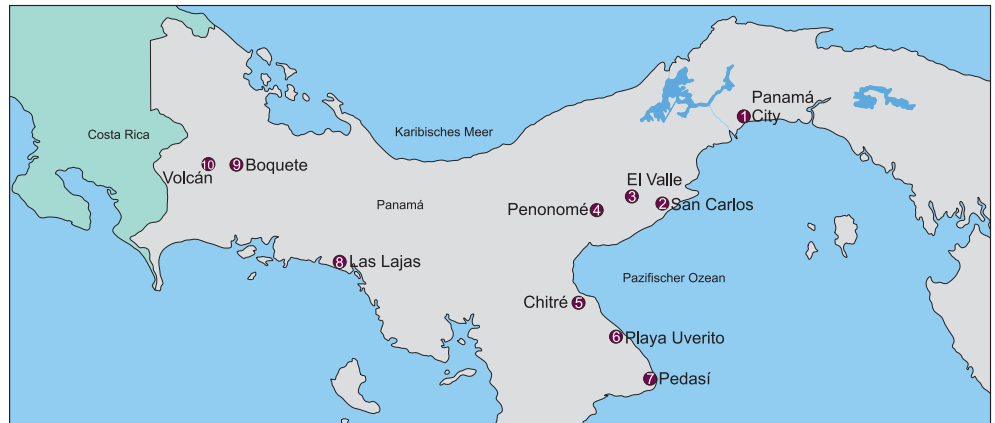 Panamá
1 City
Costa Rica
Karibisches Meer
10
9 Boquete
Volcán
El Valle
3
Panamá
2 San Carlos
Penonomé 4
8 Las Lajas
Pazifischer Ozean
Chitré 5
6 Playa Uverito
7 Pedasí